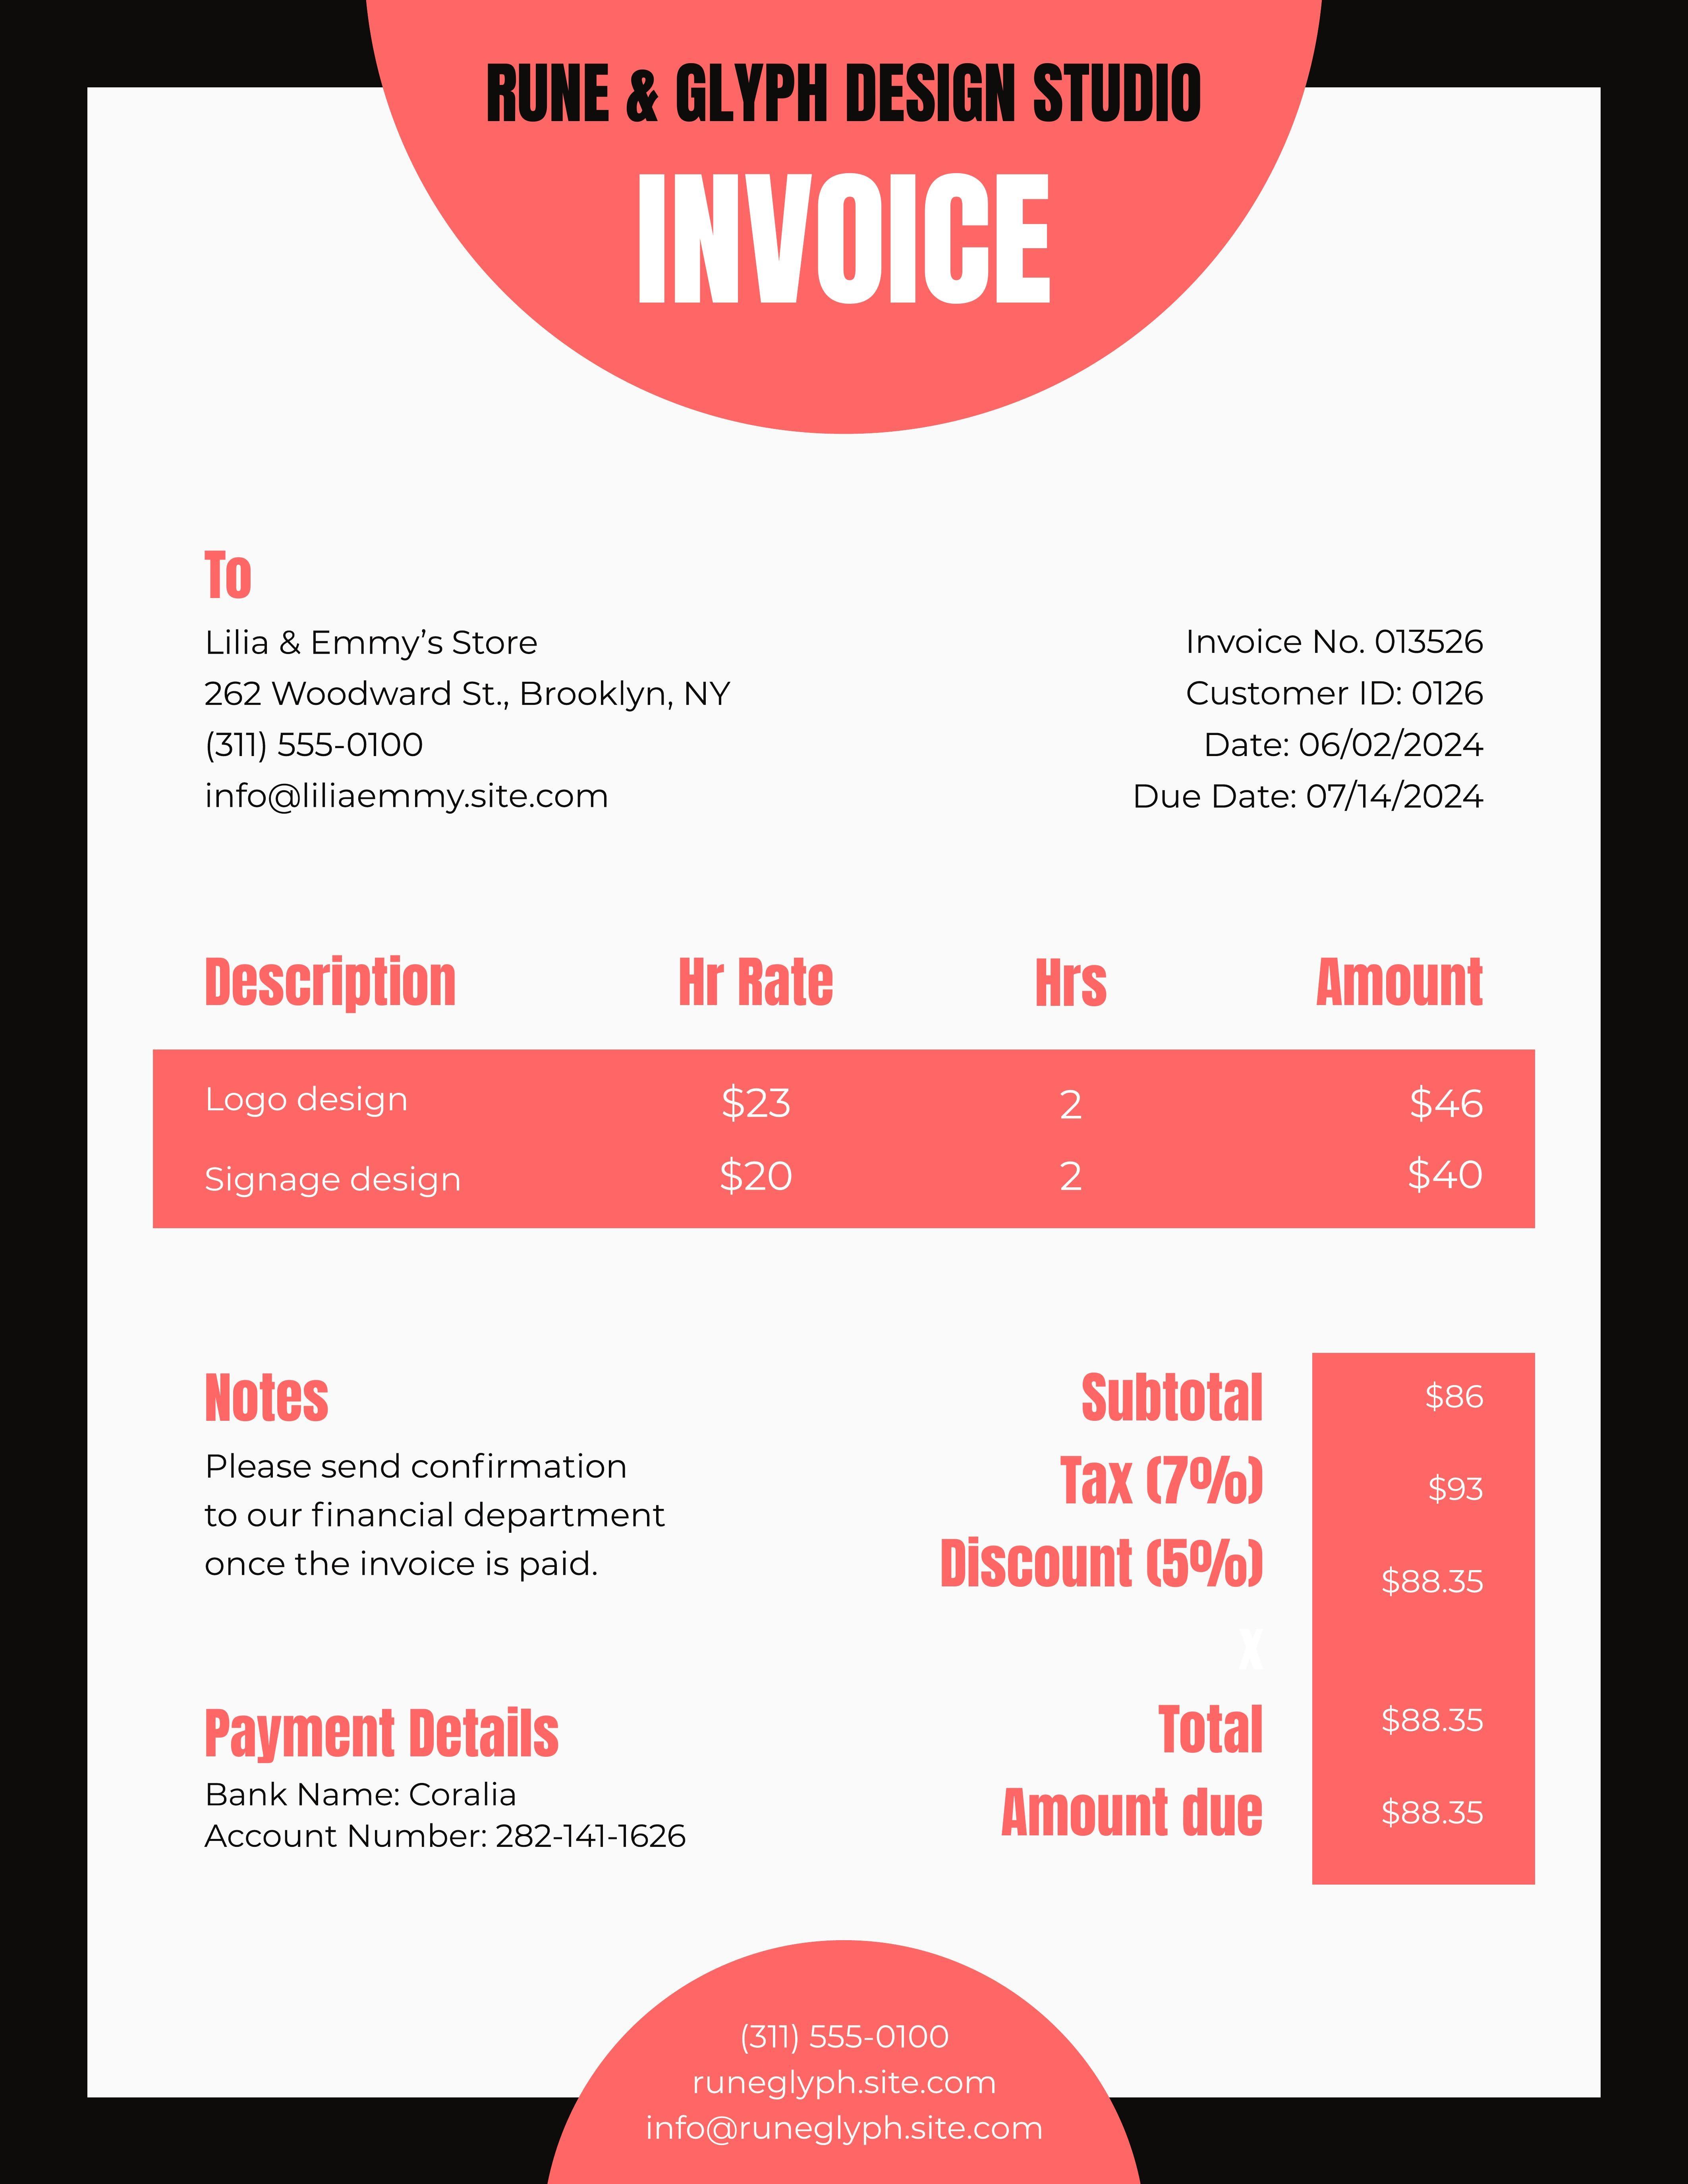 RUNE & GLYPH DESIGN STUDIO
INVOICE
To
Lilia & Emmy’s Store
262 Woodward St., Brooklyn, NY
(311) 555-0100
info@liliaemmy.site.com
Invoice No. 013526
Customer ID: 0126
Date: 06/02/2024
Due Date: 07/14/2024
Description Hr Rate Hrs Amount
Logo design $23 2 $46
Signage design $20 2 $40
Notes
Please send confirmation
to our financial department
once the invoice is paid.
Payment Details
Bank Name: Coralia
Account Number: 282-141-1626
Subtotal $86
Tax (7%) $93
Discount (5%) $88.35
X
Total $88.35
Amount due $88.35
(311) 555-0100
runeglyph.site.com
info@runeglyph.site.com